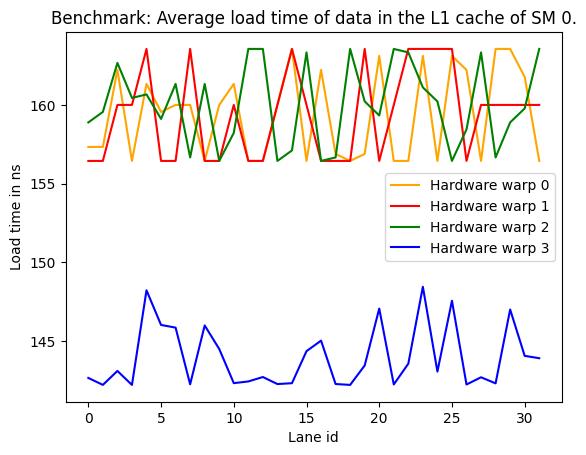 Benchmark: Average load time of data in the L1 cache of SM 0.
Load time in ns
160
155
150
145
Hardware warp 0
Hardware warp 1
Hardware warp 2
Hardware warp 3
0 5 10 15 20 25 30
Lane id